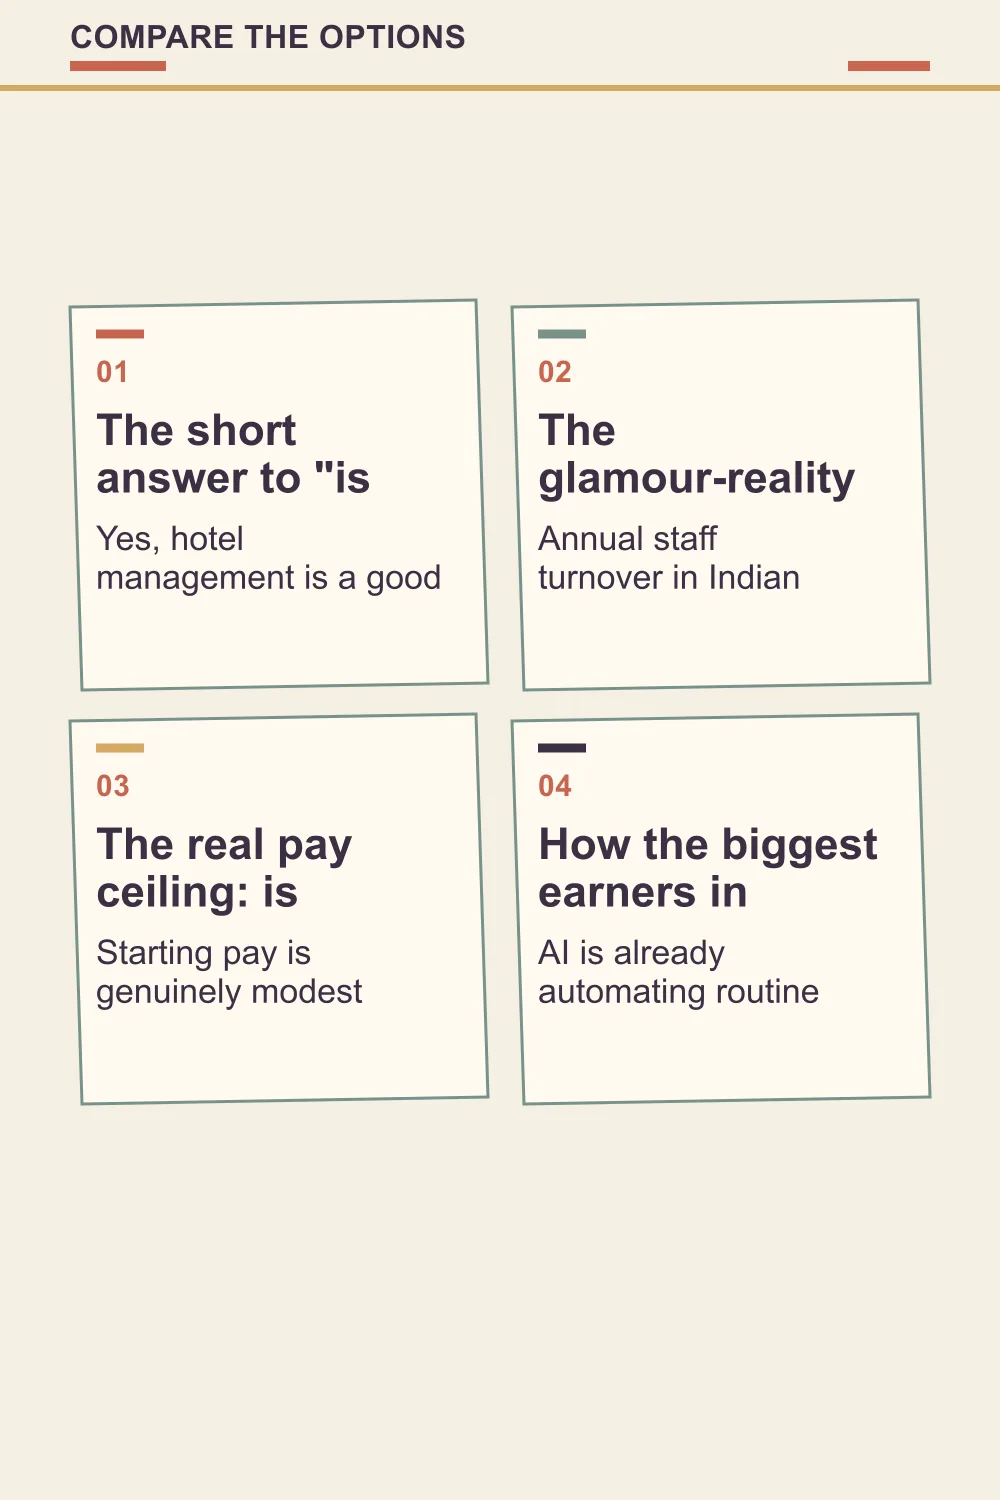 COMPARE THE OPTIONS
01
The short
answer to "is
Yes, hotel
management is a good
02
The
glamour-reality
Annual staff
turnover in Indian
03
The real pay
ceiling: is
Starting pay is
genuinely modest
04
How the biggest
earners in
AI is already
automating routine